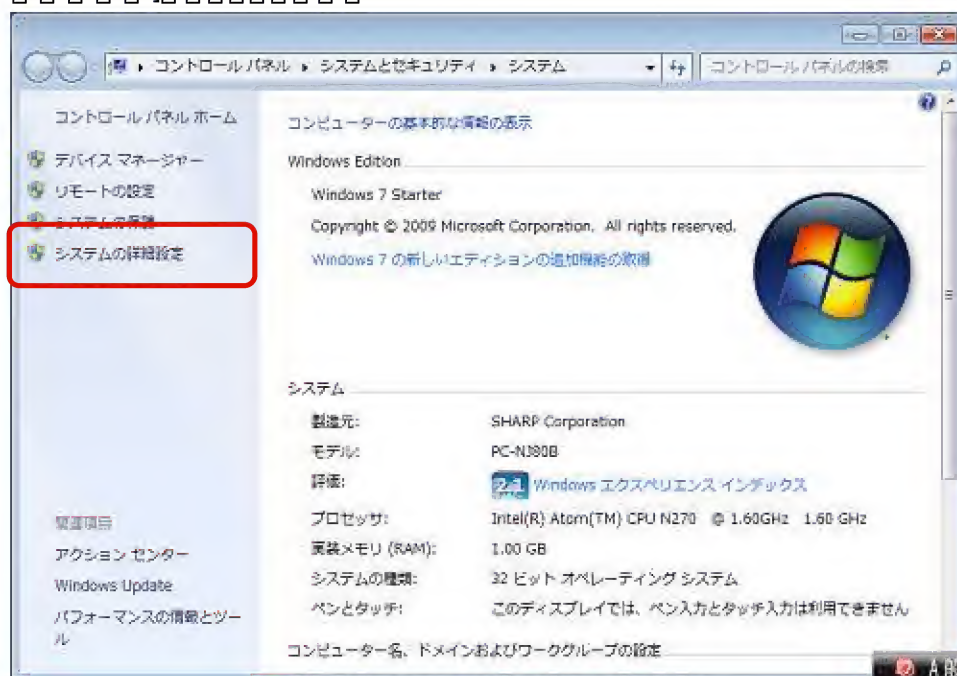 コントロール パネル ▸ システムとセキュリティ ▸ システム
コントロール パネルの検索
コントロール パネル ホーム
デバイス マネージャー
リモートの設定
システムの保護
システムの詳細設定
コンピューターの基本的な情報の表示
Windows Edition
Windows 7 Starter
Copyright © 2009 Microsoft Corporation. All rights reserved.
Windows 7 の新しいエディションの追加機能の取得
システム
製造元: SHARP Corporation
モデル: PC-NJ80B
評価: 2.1 Windows エクスペリエンス インデックス
プロセッサ: Intel(R) Atom(TM) CPU N270 @ 1.60GHz 1.60 GHz
実装メモリ (RAM): 1.00 GB
システムの種類: 32 ビット オペレーティング システム
ペンとタッチ: このディスプレイでは、ペン入力とタッチ入力は利用できません
コンピューター名、ドメインおよびワークグループの設定
関連項目
アクション センター
Windows Update
パフォーマンスの情報とツー
ル